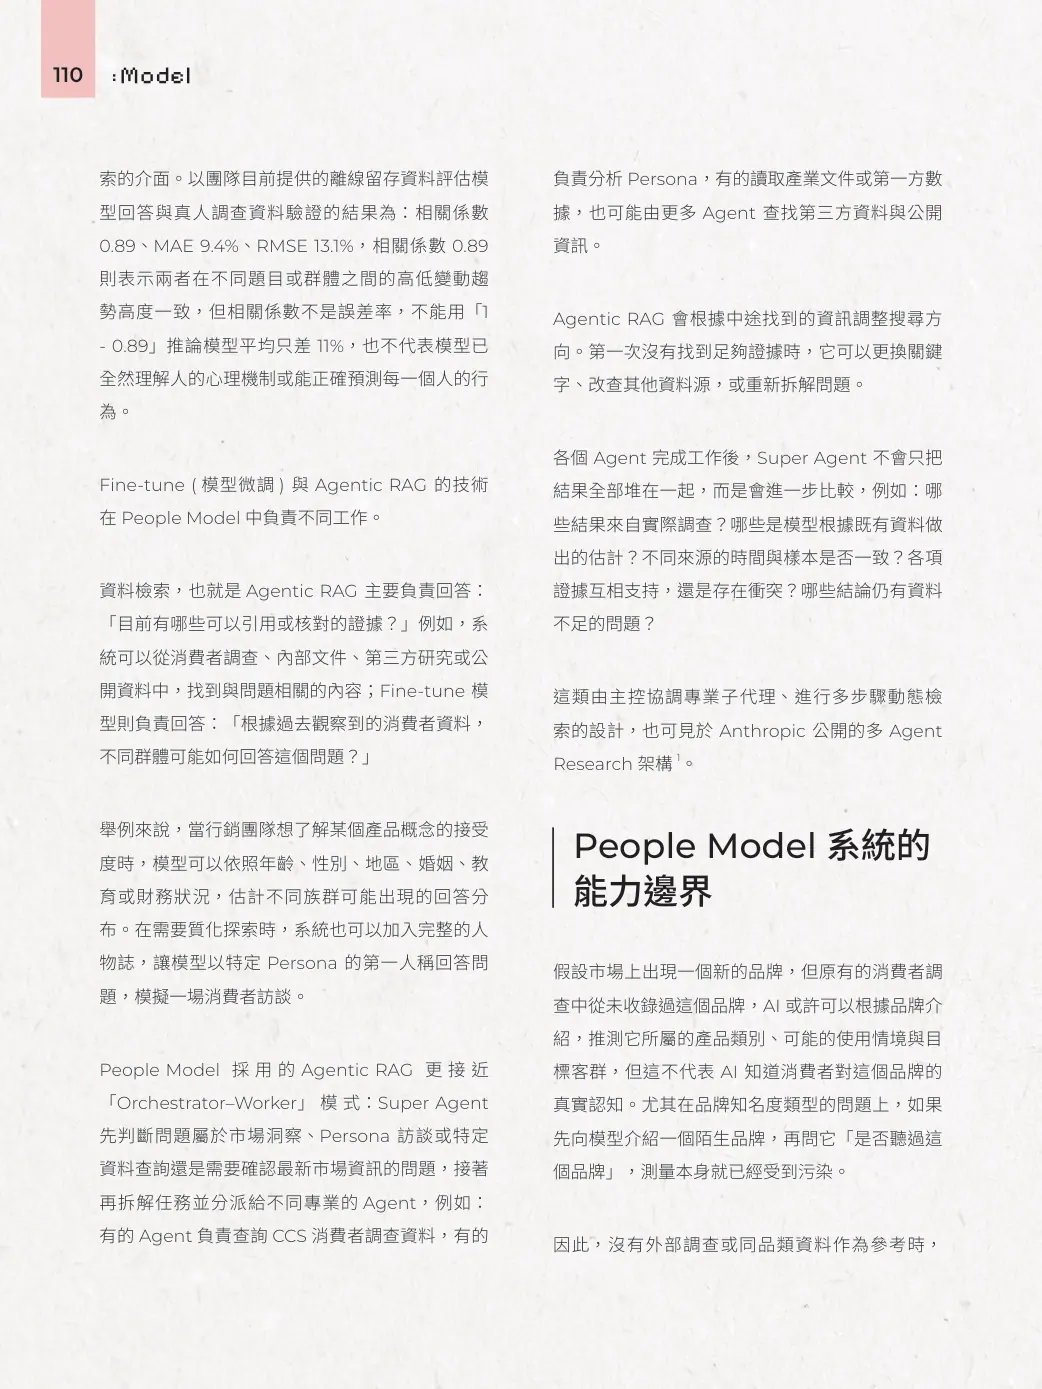 110 :Model
索的介面。以團隊目前提供的離線留存資料評估模
型回答與真人調查資料驗證的結果為：相關係數
0.89、MAE 9.4%、RMSE 13.1%，相關係數 0.89
則表示兩者在不同題目或群體之間的高低變動趨
勢高度一致，但相關係數不是誤差率，不能用「1
- 0.89」推論模型平均只差 11%，也不代表模型已
全然理解人的心理機制或能正確預測每一個人的行
為。
Fine-tune ( 模型微調 ) 與 Agentic RAG 的技術
在 People Model 中負責不同工作。
資料檢索，也就是 Agentic RAG 主要負責回答：
「目前有哪些可以引用或核對的證據？」例如，系
統可以從消費者調查、內部文件、第三方研究或公
開資料中，找到與問題相關的內容；Fine-tune 模
型則負責回答：「根據過去觀察到的消費者資料，
不同群體可能如何回答這個問題？」
舉例來說，當行銷團隊想了解某個產品概念的接受
度時，模型可以依照年齡、性別、地區、婚姻、教
育或財務狀況，估計不同族群可能出現的回答分
布。在需要質化探索時，系統也可以加入完整的人
物誌，讓模型以特定 Persona 的第一人稱回答問
題，模擬一場消費者訪談。
People Model 採用的 Agentic RAG 更接近
「Orchestrator–Worker」模式：Super Agent
先判斷問題屬於市場洞察、Persona 訪談或特定
資料查詢還是需要確認最新市場資訊的問題，接著
再拆解任務並分派給不同專業的 Agent，例如：
有的 Agent 負責查詢 CCS 消費者調查資料，有的
負責分析 Persona，有的讀取產業文件或第一方數
據，也可能由更多 Agent 查找第三方資料與公開
資訊。
Agentic RAG 會根據中途找到的資訊調整搜尋方
向。第一次沒有找到足夠證據時，它可以更換關鍵
字、改查其他資料源，或重新拆解問題。
各個 Agent 完成工作後，Super Agent 不會只把
結果全部堆在一起，而是會進一步比較，例如：哪
些結果來自實際調查？哪些是模型根據既有資料做
出的估計？不同來源的時間與樣本是否一致？各項
證據互相支持，還是存在衝突？哪些結論仍有資料
不足的問題？
這類由主控協調專業子代理、進行多步驟動態檢
索的設計，也可見於 Anthropic 公開的多 Agent
Research 架構 1。
People Model 系統的
能力邊界
假設市場上出現一個新的品牌，但原有的消費者調
查中從未收錄過這個品牌，AI 或許可以根據品牌介
紹，推測它所屬的產品類別、可能的使用情境與目
標客群，但這不代表 AI 知道消費者對這個品牌的
真實認知。尤其在品牌知名度類型的問題上，如果
先向模型介紹一個陌生品牌，再問它「是否聽過這
個品牌」，測量本身就已經受到污染。
因此，沒有外部調查或同品類資料作為參考時，